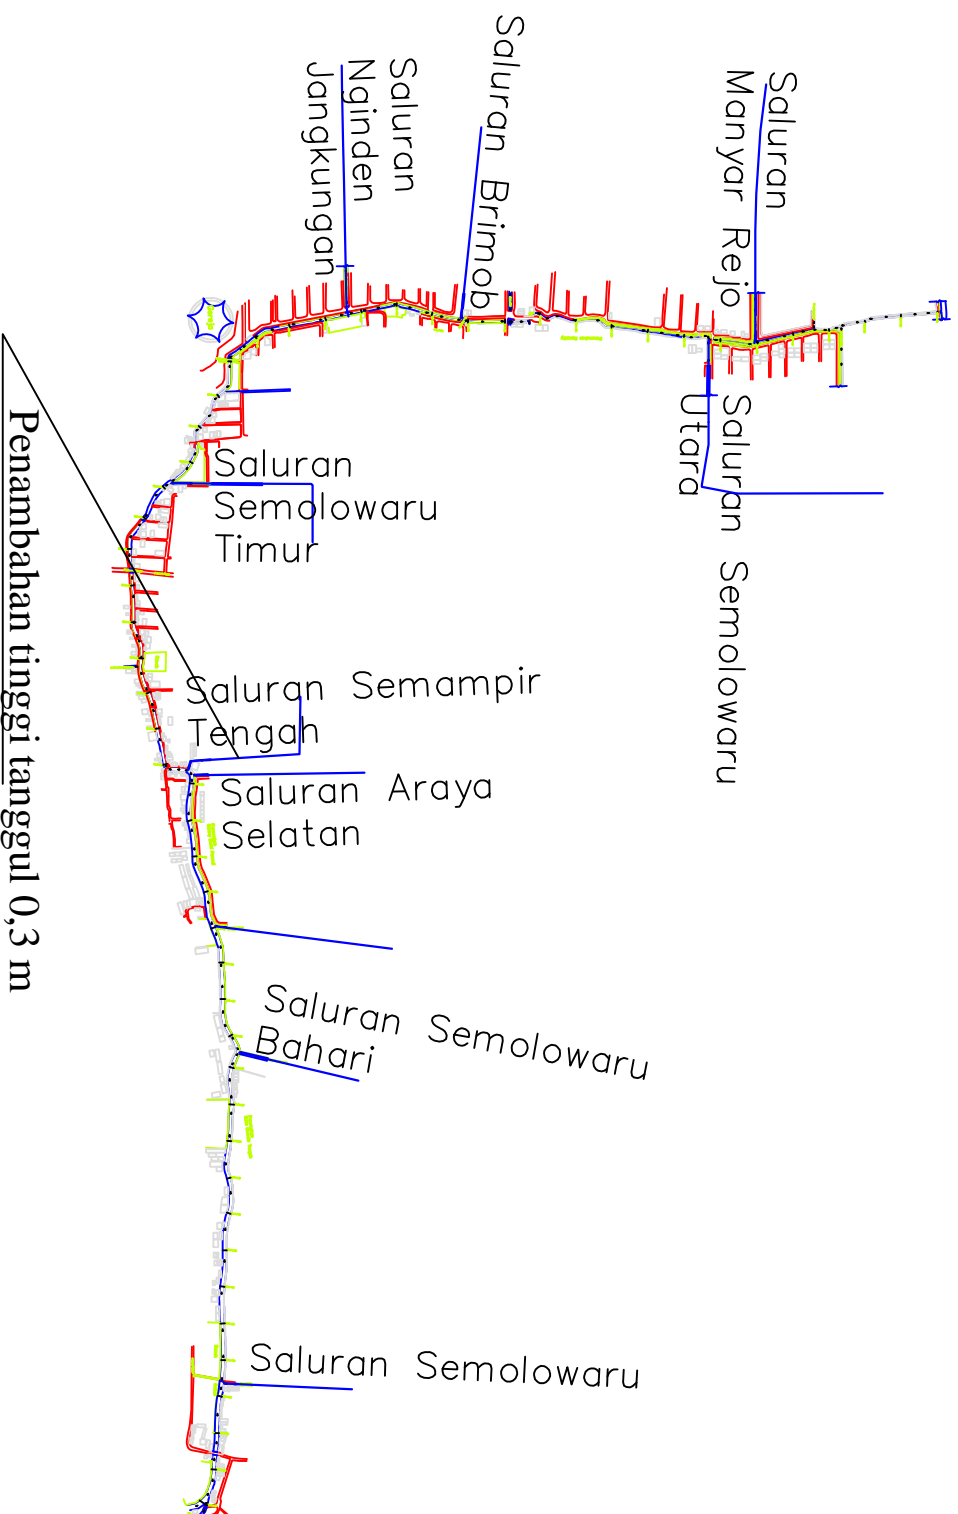 Saluran
Manyar Rejo
Saluran Brimob
Saluran
Nginden
Jangkungan
Saluran Semolowaru
Utara
Saluran
Semolowaru
Timur
Saluran Semampir
Tengah
Saluran Araya
Selatan
Saluran Semolowaru
Bahari
Saluran Semolowaru
Penambahan tinggi tanggul 0,3 m